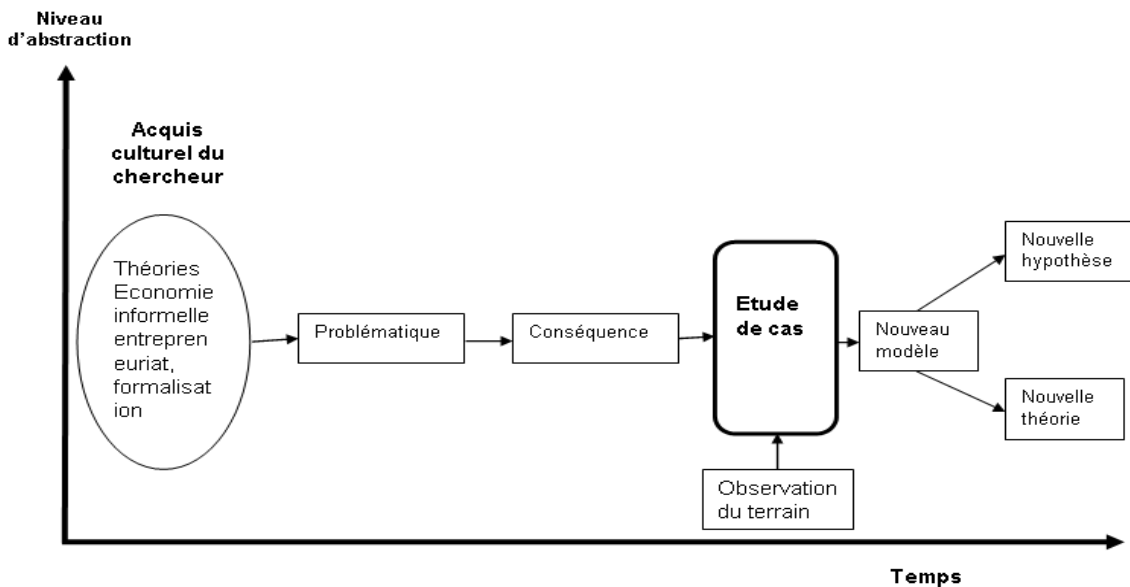 Niveau
d'abstraction
Acquis
culturel du
chercheur
Théories
Economie
informelle
entrepren
euriat,
formalisat
ion
Problématique
Conséquence
Etude
de cas
Observation
du terrain
Nouveau
modèle
Nouvelle
hypothèse
Nouvelle
théorie
Temps